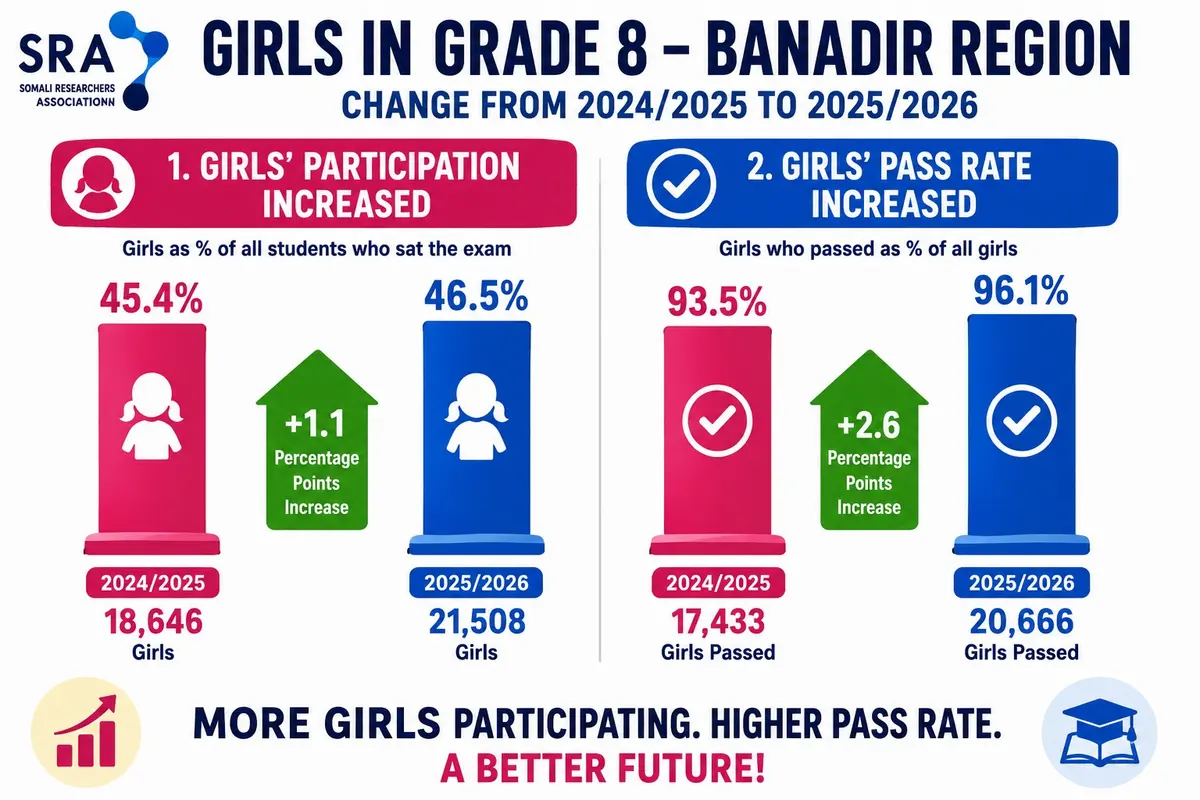 SRA
SOMALI RESEARCHERS
ASSOCIATIONN
GIRLS IN GRADE 8 – BANADIR REGION
CHANGE FROM 2024/2025 TO 2025/2026
1. GIRLS' PARTICIPATION
INCREASED
Girls as % of all students who sat the exam
45.4%
46.5%
+1.1
Percentage
Points
Increase
2024/2025
18,646
Girls
2025/2026
21,508
Girls
2. GIRLS' PASS RATE
INCREASED
Girls who passed as % of all girls
93.5%
96.1%
+2.6
Percentage
Points
Increase
2024/2025
17,433
Girls Passed
2025/2026
20,666
Girls Passed
MORE GIRLS PARTICIPATING. HIGHER PASS RATE.
A BETTER FUTURE!